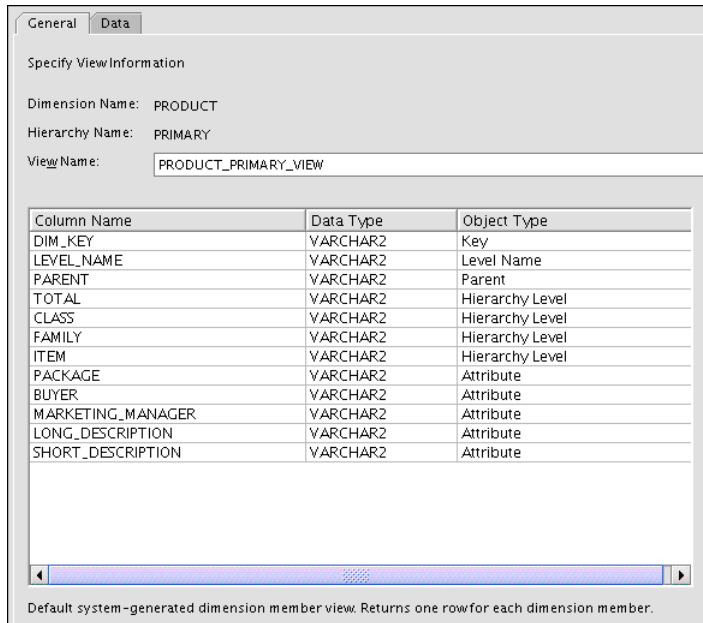 General Data
Specify View Information
Dimension Name: PRODUCT
Hierarchy Name: PRIMARY
View Name: PRODUCT_PRIMARY_VIEW
Column Name Data Type Object Type
DIM_KEY VARCHAR2 Key
LEVEL_NAME VARCHAR2 Level Name
PARENT VARCHAR2 Parent
TOTAL VARCHAR2 Hierarchy Level
CLASS VARCHAR2 Hierarchy Level
FAMILY VARCHAR2 Hierarchy Level
ITEM VARCHAR2 Hierarchy Level
PACKAGE VARCHAR2 Attribute
BUYER VARCHAR2 Attribute
MARKETING_MANAGER VARCHAR2 Attribute
LONG_DESCRIPTION VARCHAR2 Attribute
SHORT_DESCRIPTION VARCHAR2 Attribute
Default system-generated dimension member view. Returns one row for each dimension member.